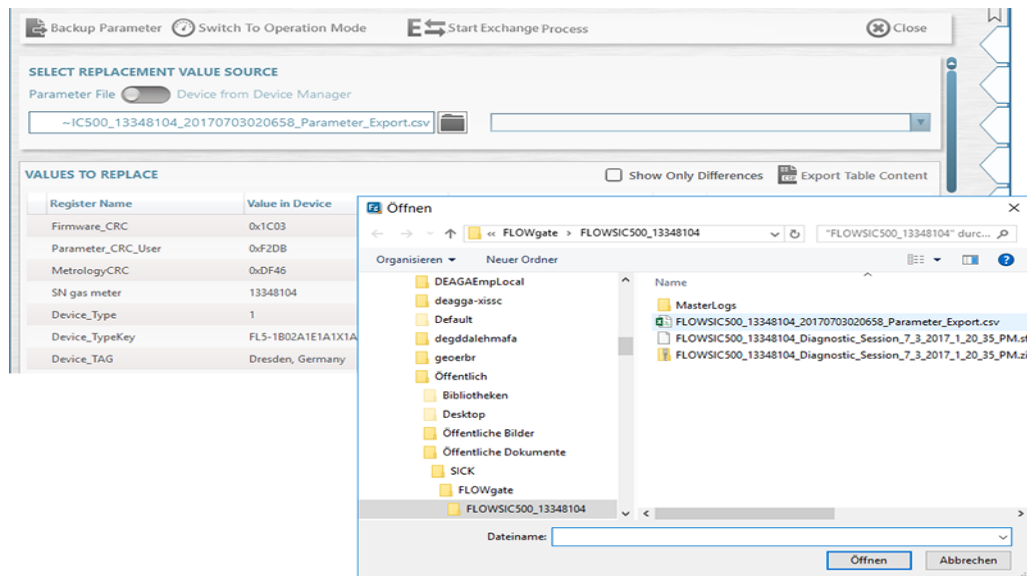 Backup Parameter Switch To Operation Mode Start Exchange Process Close
SELECT REPLACEMENT VALUE SOURCE
Parameter File Device from Device Manager
~IC500_13348104_20170703020658_Parameter_Export.csv
VALUES TO REPLACE Show Only Differences Export Table Content
Register Name Value in Device
Firmware_CRC 0x1C03
Parameter_CRC_User 0xF2DB
MetrologyCRC 0xDF46
SN gas meter 13348104
Device_Type 1
Device_TypeKey FL5-1B02A1E1A1X1A
Device_TAG Dresden, Germany
Öffnen
« FLOWgate > FLOWSIC500_13348104 "FLOWSIC500_13348104" durc...
Organisieren Neuer Ordner
DEAGAEmpLocal
deagga-xissc
Default
degddalehmafa
geoerbr
Öffentlich
Bibliotheken
Desktop
Öffentliche Bilder
Öffentliche Dokumente
SICK
FLOWgate
FLOWSIC500_13348104
Name
MasterLogs
FLOWSIC500_13348104_20170703020658_Parameter_Export.csv
FLOWSIC500_13348104_Diagnostic_Session_7_3_2017_1_20_35_PM.st
FLOWSIC500_13348104_Diagnostic_Session_7_3_2017_1_20_35_PM.zi
Dateiname:
Öffnen Abbrechen